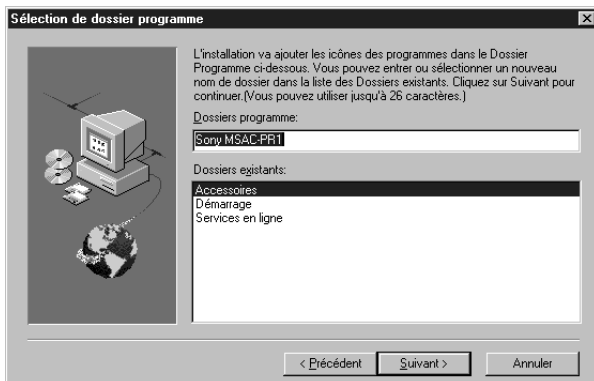 Sélection de dossier programme
L'installation va ajouter les icônes des programmes dans le Dossier
Programme ci-dessous. Vous pouvez entrer ou sélectionner un nouveau
nom de dossier dans la liste des Dossiers existants. Cliquez sur Suivant pour
continuer.(Vous pouvez utiliser jusqu'à 26 caractères.)
Dossiers programme:
Sony MSAC-PR1
Dossiers existants:
Accessoires
Démarrage
Services en ligne
< Précédent
Suivant >
Annuler